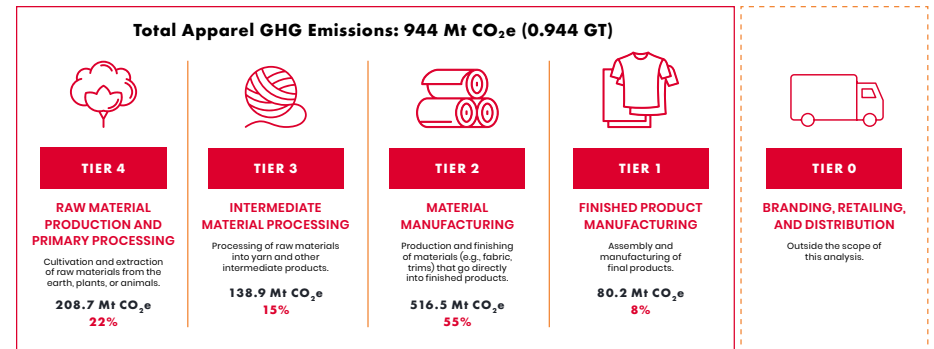 Total Apparel GHG Emissions: 944 Mt CO₂e (0.944 GT)
TIER 4
RAW MATERIAL
PRODUCTION AND
PRIMARY PROCESSING
Cultivation and extraction
of raw materials from the
earth, plants, or animals.
208.7 Mt CO₂e
22%
TIER 3
INTERMEDIATE
MATERIAL PROCESSING
Processing of raw materials
into yarn and other
intermediate products.
138.9 Mt CO₂e
15%
TIER 2
MATERIAL
MANUFACTURING
Production and finishing
of materials (e.g., fabric,
trims) that go directly
into finished products.
516.5 Mt CO₂e
55%
TIER 1
FINISHED PRODUCT
MANUFACTURING
Assembly and
manufacturing of
final products.
80.2 Mt CO₂e
8%
TIER 0
BRANDING, RETAILING,
AND DISTRIBUTION
Outside the scope of
this analysis.